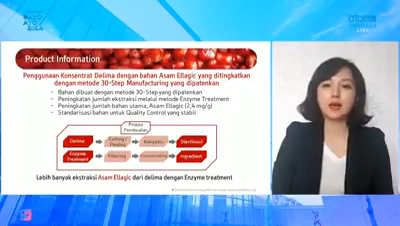 BISA
atom
LIVE
Product Information
Penggunaan Konsentrat Delima dengan bahan Asam Ellagic yang ditingkatkan
dengan metode 30-Step Manufacturing yang dipatenkan
- Bahan dibuat dengan metode 30-Step yang dipatenkan
- Peningkatan jumlah ekstraksi melalui metode Enzyme Treatment
- Peningkatan jumlah bahan utama, Asam Ellagic (2,4 mg/g)
- Standarisasi bahan untuk Quality Control yang stabil
Proses
Pembuatan
Delima
Cutting /
Peeling
Kompresi
Sterilisasi
Enzyme
Treatment
Filtering
Concentrating
Ingredient
Lebih banyak ekstraksi Asam Ellagic dari delima dengan Enzyme treatment